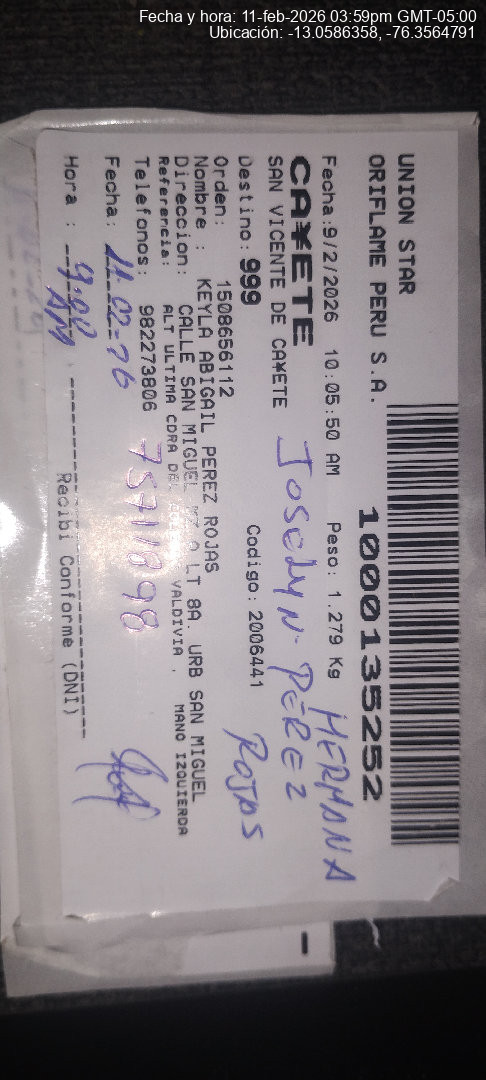 Fecha y hora: 11-feb-2026 03:59pm GMT-05:00
Ubicación: -13.0586358, -76.3564791
UNION STAR
ORIFLAME PERU S.A.
1000135252
Fecha:9/2/2026 10:05:50 AM Peso: 1.279 Kg
HERMANA
CA¥ETE
SAN VICENTE DE CA¥ETE
JOSELYN PÉREZ
ROJAS
Destino: 999 Codigo: 2006441
Orden: 1508656112
Nombre : KEYLA ABIGAIL PEREZ ROJAS
Direccion: CALLE SAN MIGUEL LT 8A. URB SAN MIGUEL
Referencia: ALT ULTIMA CDRA VALDIVIA , MANO IZQUIERDA
Telefonos: 982273806
Fecha: 11-02-26
Hora : 9:00 AM
Recibi Conforme (DNI)